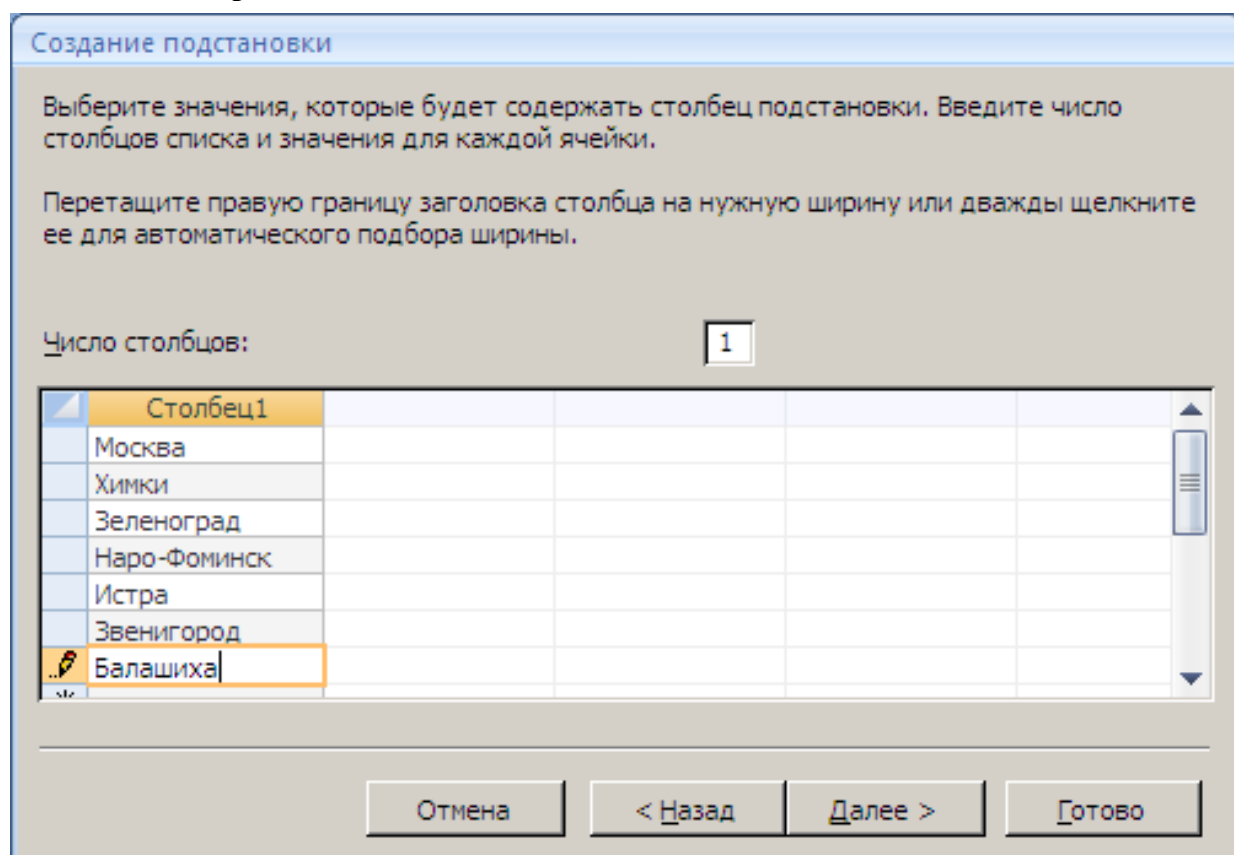 Создание подстановки
Выберите значения, которые будет содержать столбец подстановки. Введите число
столбцов списка и значения для каждой ячейки.
Перетащите правую границу заголовка столбца на нужную ширину или дважды щелкните
ее для автоматического подбора ширины.
Число столбцов: 1
Столбец1
Москва
Химки
Зеленоград
Наро-Фоминск
Истра
Звенигород
Балашиха
Отмена < Назад Далее > Готово